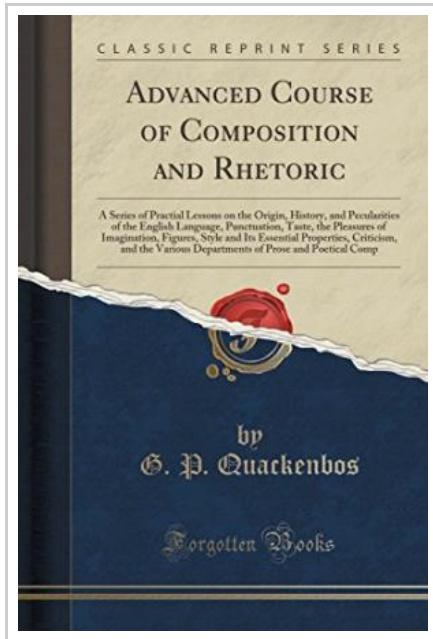 CLASSIC REPRINT SERIES
ADVANCED COURSE
OF COMPOSITION
AND RHETORIC
A Series of Practial Lessons on the Origin, History, and Pecularities
of the English Language, Punctuation, Taste, the Pleasures of
Imagination, Figures, Style and Its Essential Properties, Criticism,
and the Various Departments of Prose and Poetical Comp
by
G. P. Quackenbos
Forgotten Books